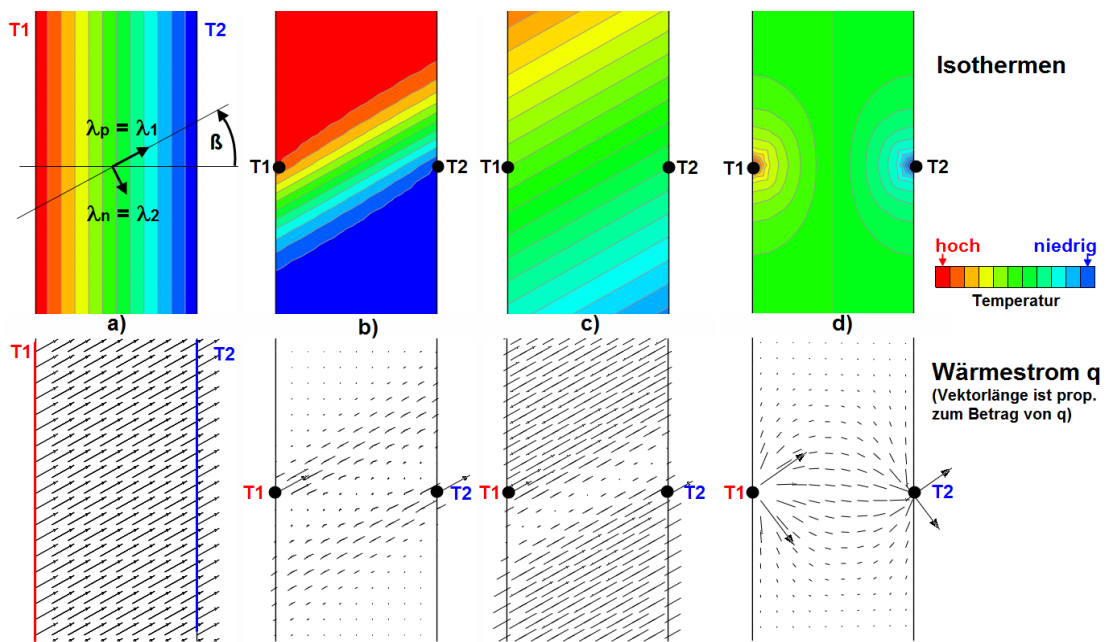 T1
T2
λp = λ1
ß
λn = λ2
T1
T2
T1
T2
T1
T2
Isothermen
hoch
niedrig
Temperatur
a)
b)
c)
d)
T1
T2
T1
T2
T1
T2
T1
T2
Wärmestrom q
(Vektorlänge ist prop.
zum Betrag von q)